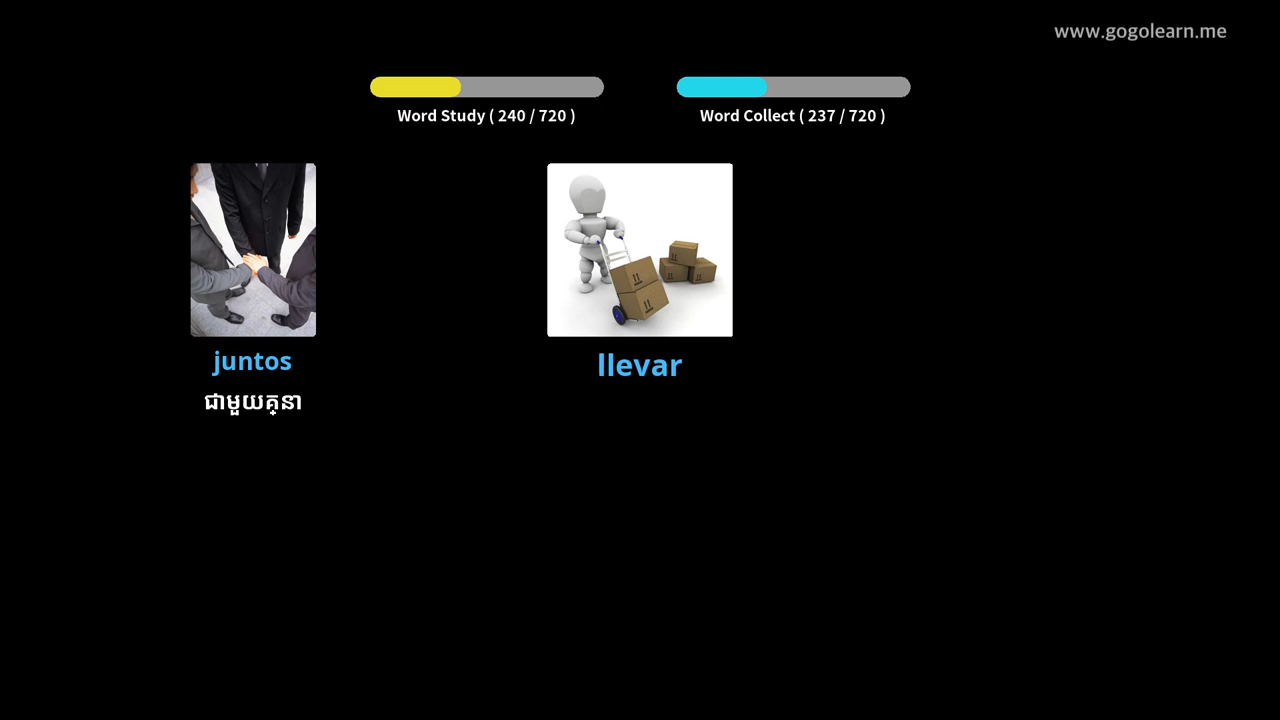 www.gogolearn.me
Word Study ( 240 / 720 )
Word Collect ( 237 / 720 )
juntos
ជាមួយគ្នា
llevar